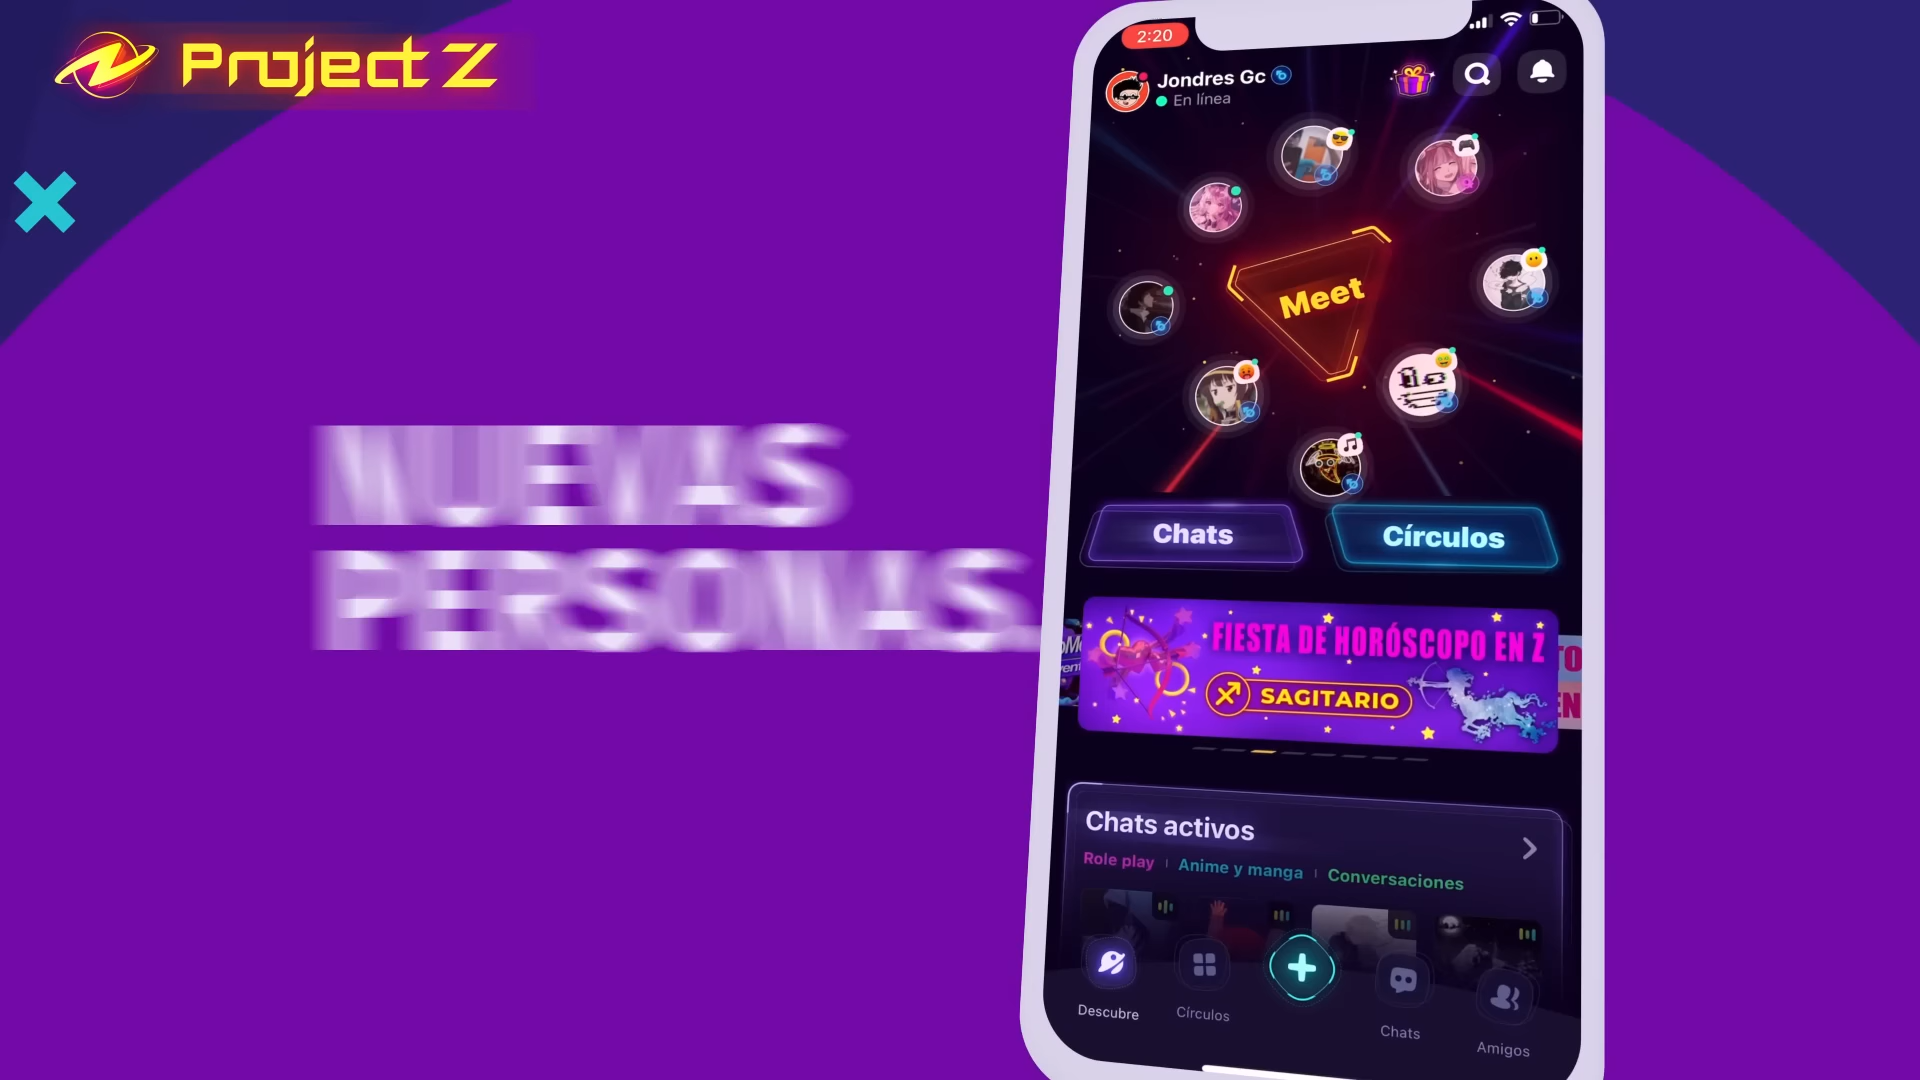 Project Z
NUEVAS
PERSONAS.
2:20
Jondres Gc
En línea
Meet
Chats
Círculos
FIESTA DE HORÓSCOPO EN Z
SAGITARIO
Chats activos
Role play
Anime y manga
Conversaciones
Descubre
Círculos
Chats
Amigos